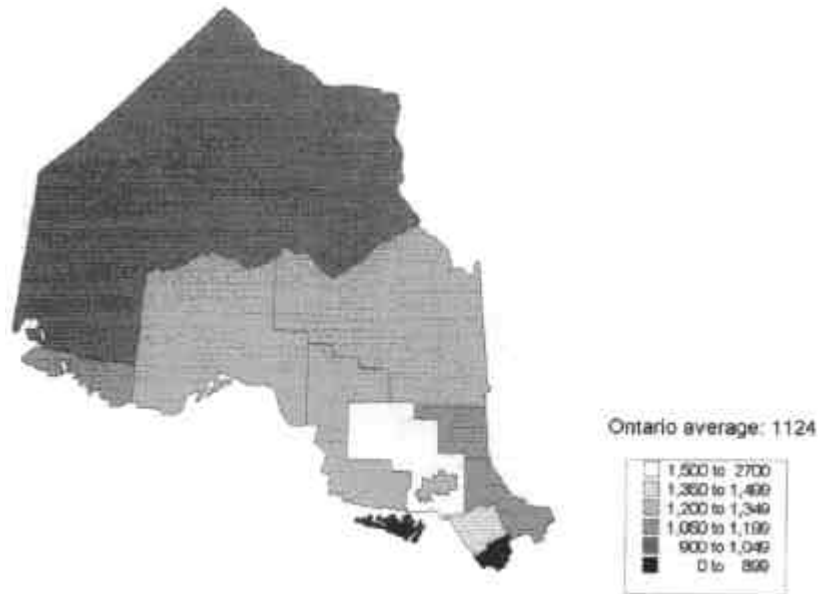 Ontario average: 1124
1,500 to 2700
1,350 to 1,499
1,200 to 1,349
1,050 to 1,199
900 to 1,049
0 to 899